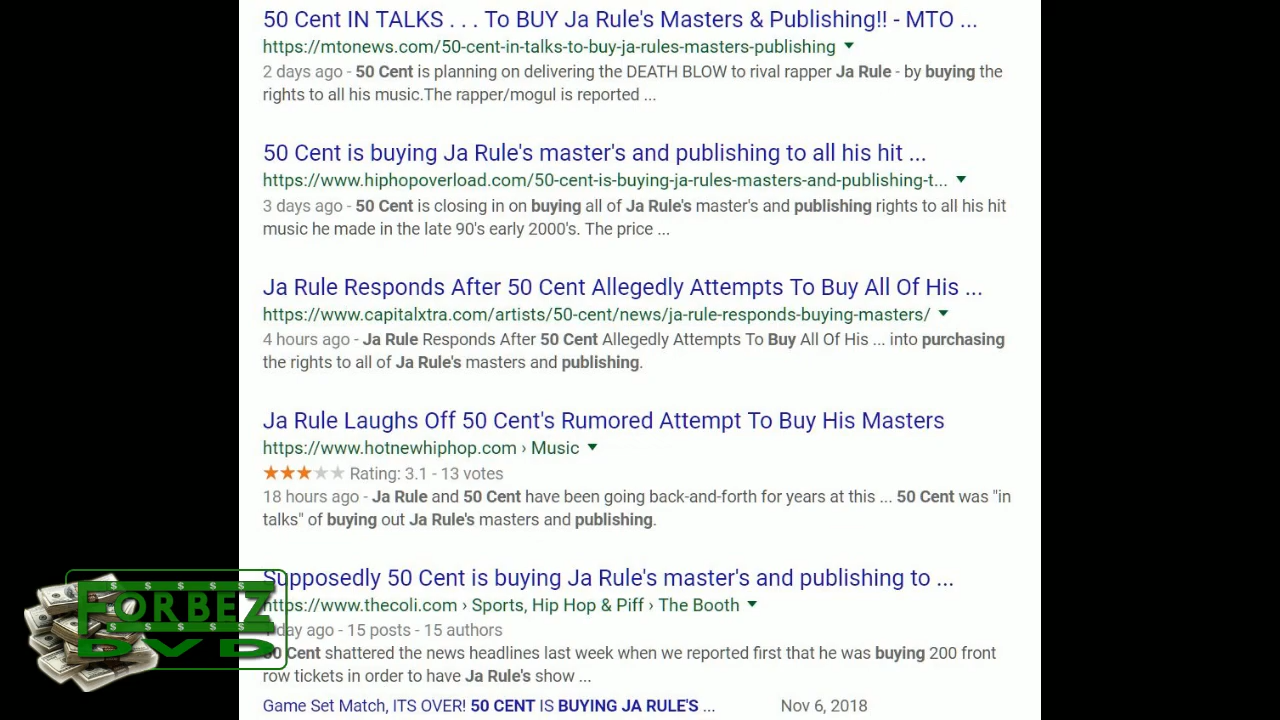 50 Cent IN TALKS . . . To BUY Ja Rule's Masters & Publishing!! - MTO ...
https://mtonews.com/50-cent-in-talks-to-buy-ja-rules-masters-publishing
2 days ago - 50 Cent is planning on delivering the DEATH BLOW to rival rapper Ja Rule - by buying the
rights to all his music.The rapper/mogul is reported ...
50 Cent is buying Ja Rule's master's and publishing to all his hit ...
https://www.hiphopoverload.com/50-cent-is-buying-ja-rules-masters-and-publishing-t...
3 days ago - 50 Cent is closing in on buying all of Ja Rule's master's and publishing rights to all his hit
music he made in the late 90's early 2000's. The price ...
Ja Rule Responds After 50 Cent Allegedly Attempts To Buy All Of His ...
https://www.capitalxtra.com/artists/50-cent/news/ja-rule-responds-buying-masters/
4 hours ago - Ja Rule Responds After 50 Cent Allegedly Attempts To Buy All Of His ... into purchasing
the rights to all of Ja Rule's masters and publishing.
Ja Rule Laughs Off 50 Cent's Rumored Attempt To Buy His Masters
https://www.hotnewhiphop.com › Music
Rating: 3.1 - 13 votes
18 hours ago - Ja Rule and 50 Cent have been going back-and-forth for years at this ... 50 Cent was "in
talks" of buying out Ja Rule's masters and publishing.
Supposedly 50 Cent is buying Ja Rule's master's and publishing to ...
https://www.thecoli.com › Sports, Hip Hop & Piff › The Booth
day ago - 15 posts - 15 authors
50 Cent shattered the news headlines last week when we reported first that he was buying 200 front
row tickets in order to have Ja Rule's show ...
Game Set Match, ITS OVER! 50 CENT IS BUYING JA RULE'S ... Nov 6, 2018
FORBEZ
DVD